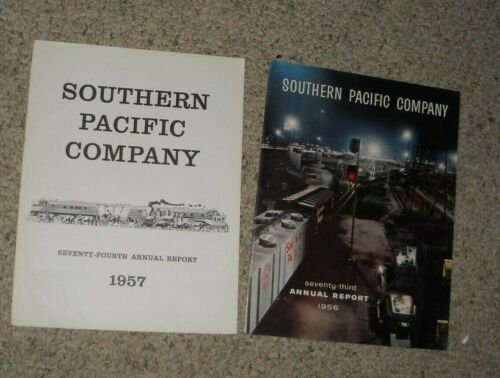 SOUTHERN
PACIFIC
COMPANY
SEVENTY-FOURTH ANNUAL REPORT
1957
SOUTHERN PACIFIC COMPANY
seventy-third
ANNUAL REPORT
1956